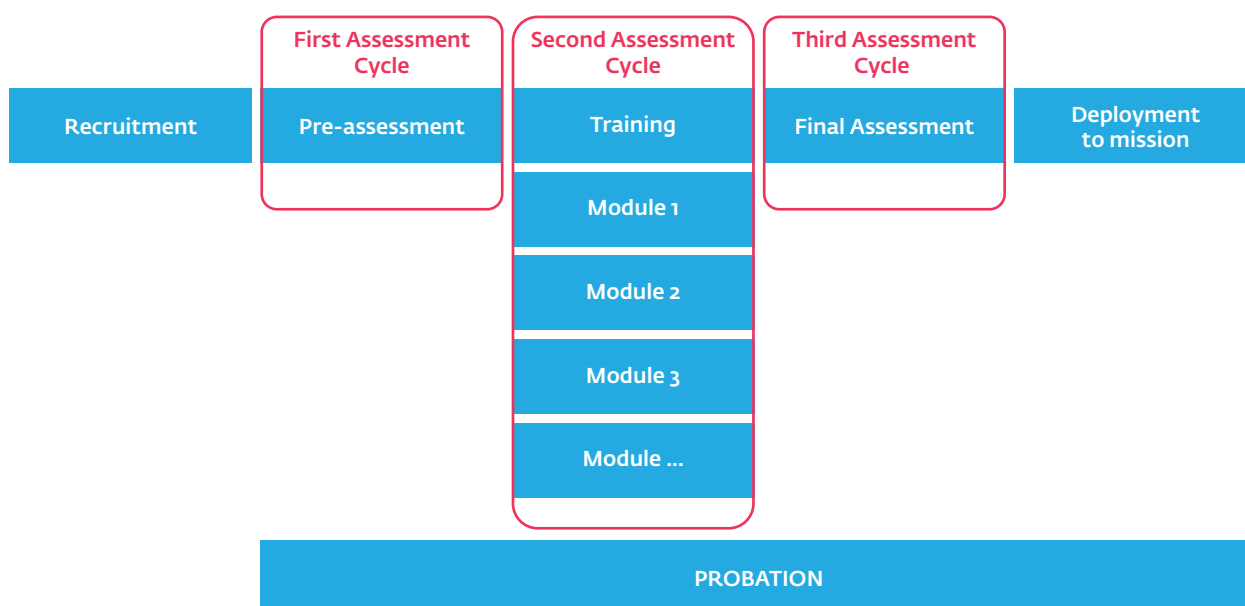 First Assessment
Cycle
Second Assessment
Cycle
Third Assessment
Cycle
Recruitment
Pre-assessment
Training
Final Assessment
Deployment
to mission
Module 1
Module 2
Module 3
Module ...
PROBATION